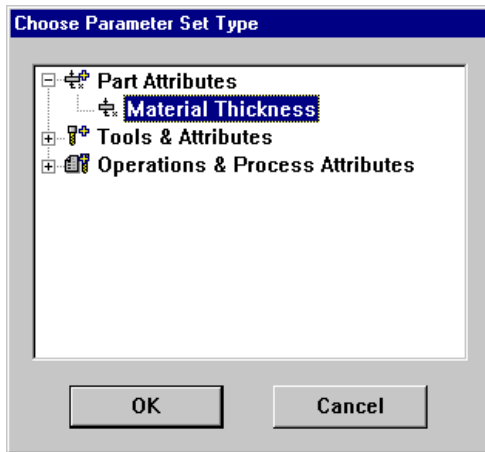 Choose Parameter Set Type
Part Attributes
Material Thickness
Tools & Attributes
Operations & Process Attributes
OK
Cancel